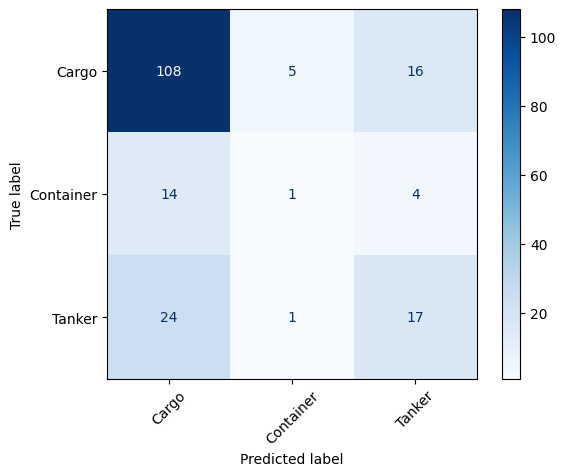 Cargo 108 5 16
Container 14 1 4
Tanker 24 1 17
Cargo Container Tanker
Predicted label
True label
100
80
60
40
20